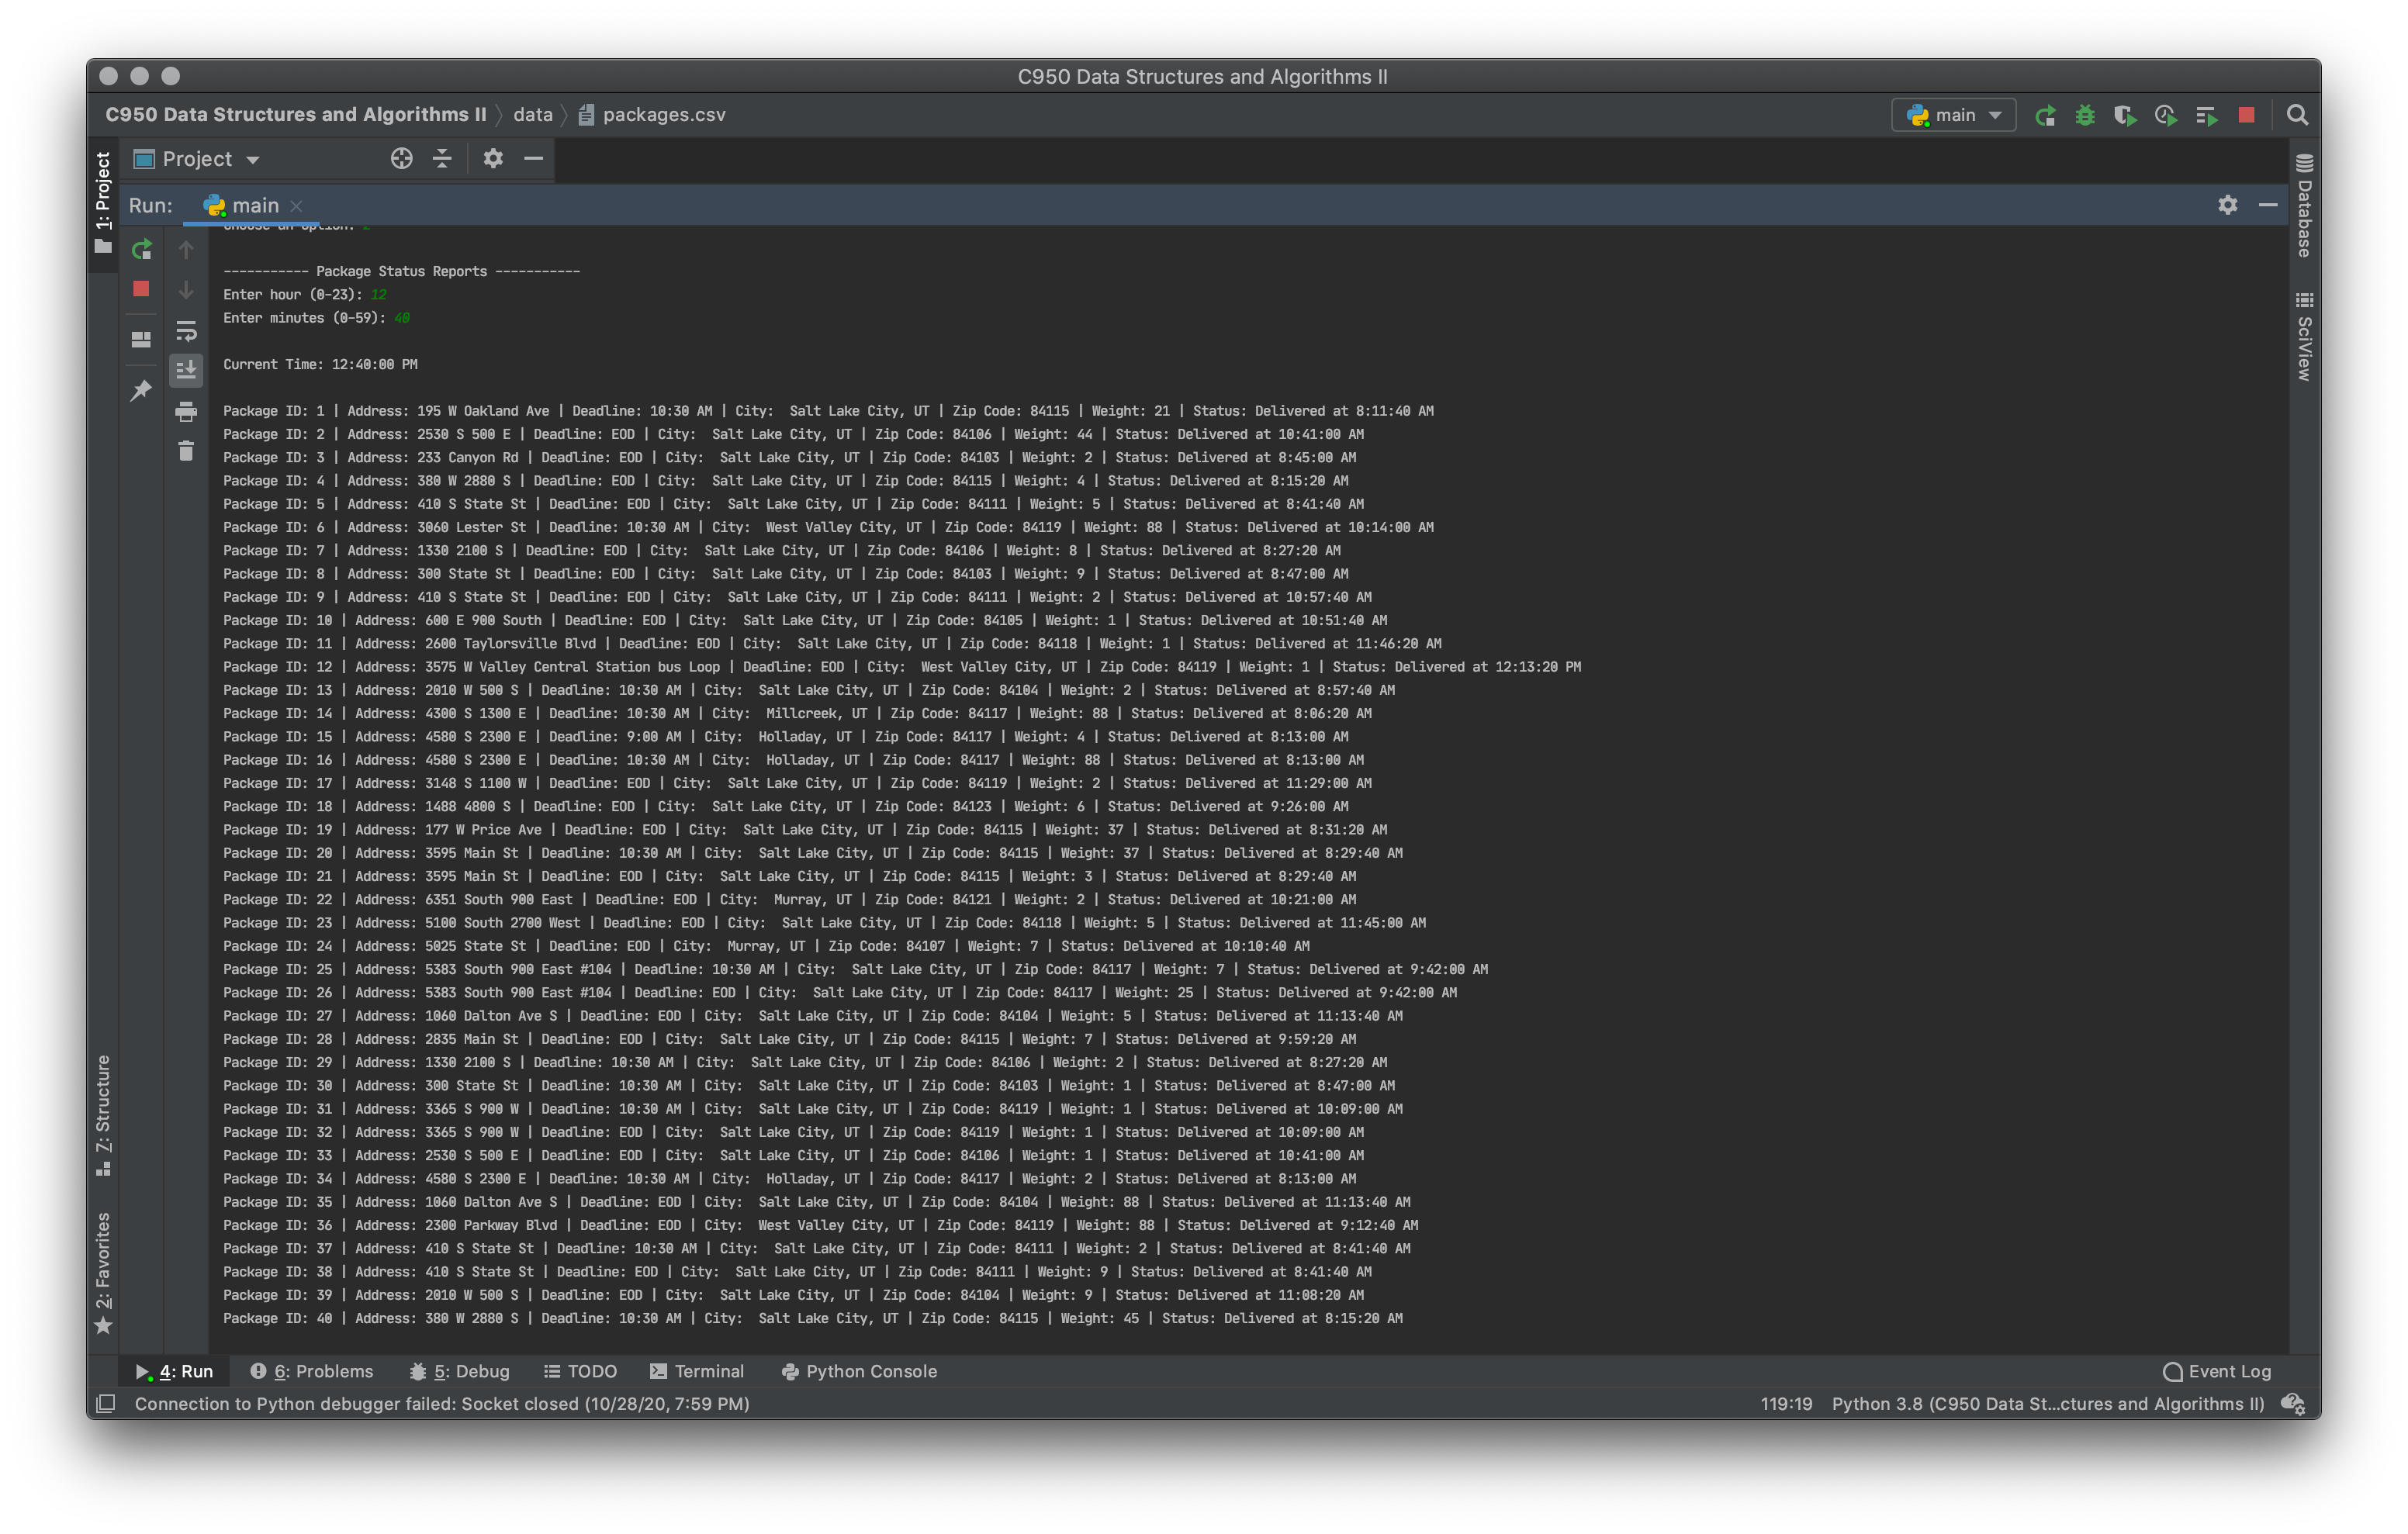 C950 Data Structures and Algorithms II
C950 Data Structures and Algorithms II data packages.csv main
1: Project
Project
Run: main
Database
SciView
Choose an option: 2
----------- Package Status Reports -----------
Enter hour (0-23): 12
Enter minutes (0-59): 40
Current Time: 12:40:00 PM
Package ID: 1 | Address: 195 W Oakland Ave | Deadline: 10:30 AM | City:  Salt Lake City, UT | Zip Code: 84115 | Weight: 21 | Status: Delivered at 8:11:40 AM
Package ID: 2 | Address: 2530 S 500 E | Deadline: EOD | City:  Salt Lake City, UT | Zip Code: 84106 | Weight: 44 | Status: Delivered at 10:41:00 AM
Package ID: 3 | Address: 233 Canyon Rd | Deadline: EOD | City:  Salt Lake City, UT | Zip Code: 84103 | Weight: 2 | Status: Delivered at 8:45:00 AM
Package ID: 4 | Address: 380 W 2880 S | Deadline: EOD | City:  Salt Lake City, UT | Zip Code: 84115 | Weight: 4 | Status: Delivered at 8:15:20 AM
Package ID: 5 | Address: 410 S State St | Deadline: EOD | City:  Salt Lake City, UT | Zip Code: 84111 | Weight: 5 | Status: Delivered at 8:41:40 AM
Package ID: 6 | Address: 3060 Lester St | Deadline: 10:30 AM | City:  West Valley City, UT | Zip Code: 84119 | Weight: 88 | Status: Delivered at 10:14:00 AM
Package ID: 7 | Address: 1330 2100 S | Deadline: EOD | City:  Salt Lake City, UT | Zip Code: 84106 | Weight: 8 | Status: Delivered at 8:27:20 AM
Package ID: 8 | Address: 300 State St | Deadline: EOD | City:  Salt Lake City, UT | Zip Code: 84103 | Weight: 9 | Status: Delivered at 8:47:00 AM
Package ID: 9 | Address: 410 S State St | Deadline: EOD | City:  Salt Lake City, UT | Zip Code: 84111 | Weight: 2 | Status: Delivered at 10:57:40 AM
Package ID: 10 | Address: 600 E 900 South | Deadline: EOD | City:  Salt Lake City, UT | Zip Code: 84105 | Weight: 1 | Status: Delivered at 10:51:40 AM
Package ID: 11 | Address: 2600 Taylorsville Blvd | Deadline: EOD | City:  Salt Lake City, UT | Zip Code: 84118 | Weight: 1 | Status: Delivered at 11:46:20 AM
Package ID: 12 | Address: 3575 W Valley Central Station bus Loop | Deadline: EOD | City:  West Valley City, UT | Zip Code: 84119 | Weight: 1 | Status: Delivered at 12:13:20 PM
Package ID: 13 | Address: 2010 W 500 S | Deadline: 10:30 AM | City:  Salt Lake City, UT | Zip Code: 84104 | Weight: 2 | Status: Delivered at 8:57:40 AM
Package ID: 14 | Address: 4300 S 1300 E | Deadline: 10:30 AM | City:  Millcreek, UT | Zip Code: 84117 | Weight: 88 | Status: Delivered at 8:06:20 AM
Package ID: 15 | Address: 4580 S 2300 E | Deadline: 9:00 AM | City:  Holladay, UT | Zip Code: 84117 | Weight: 4 | Status: Delivered at 8:13:00 AM
Package ID: 16 | Address: 4580 S 2300 E | Deadline: 10:30 AM | City:  Holladay, UT | Zip Code: 84117 | Weight: 88 | Status: Delivered at 8:13:00 AM
Package ID: 17 | Address: 3148 S 1100 W | Deadline: EOD | City:  Salt Lake City, UT | Zip Code: 84119 | Weight: 2 | Status: Delivered at 11:29:00 AM
Package ID: 18 | Address: 1488 4800 S | Deadline: EOD | City:  Salt Lake City, UT | Zip Code: 84123 | Weight: 6 | Status: Delivered at 9:26:00 AM
Package ID: 19 | Address: 177 W Price Ave | Deadline: EOD | City:  Salt Lake City, UT | Zip Code: 84115 | Weight: 37 | Status: Delivered at 8:31:20 AM
Package ID: 20 | Address: 3595 Main St | Deadline: 10:30 AM | City:  Salt Lake City, UT | Zip Code: 84115 | Weight: 37 | Status: Delivered at 8:29:40 AM
Package ID: 21 | Address: 3595 Main St | Deadline: EOD | City:  Salt Lake City, UT | Zip Code: 84115 | Weight: 3 | Status: Delivered at 8:29:40 AM
Package ID: 22 | Address: 6351 South 900 East | Deadline: EOD | City:  Murray, UT | Zip Code: 84121 | Weight: 2 | Status: Delivered at 10:21:00 AM
Package ID: 23 | Address: 5100 South 2700 West | Deadline: EOD | City:  Salt Lake City, UT | Zip Code: 84118 | Weight: 5 | Status: Delivered at 11:45:00 AM
Package ID: 24 | Address: 5025 State St | Deadline: EOD | City:  Murray, UT | Zip Code: 84107 | Weight: 7 | Status: Delivered at 10:10:40 AM
Package ID: 25 | Address: 5383 South 900 East #104 | Deadline: 10:30 AM | City:  Salt Lake City, UT | Zip Code: 84117 | Weight: 7 | Status: Delivered at 9:42:00 AM
Package ID: 26 | Address: 5383 South 900 East #104 | Deadline: EOD | City:  Salt Lake City, UT | Zip Code: 84117 | Weight: 25 | Status: Delivered at 9:42:00 AM
Package ID: 27 | Address: 1060 Dalton Ave S | Deadline: EOD | City:  Salt Lake City, UT | Zip Code: 84104 | Weight: 5 | Status: Delivered at 11:13:40 AM
Package ID: 28 | Address: 2835 Main St | Deadline: EOD | City:  Salt Lake City, UT | Zip Code: 84115 | Weight: 7 | Status: Delivered at 9:59:20 AM
Package ID: 29 | Address: 1330 2100 S | Deadline: 10:30 AM | City:  Salt Lake City, UT | Zip Code: 84106 | Weight: 2 | Status: Delivered at 8:27:20 AM
Package ID: 30 | Address: 300 State St | Deadline: 10:30 AM | City:  Salt Lake City, UT | Zip Code: 84103 | Weight: 1 | Status: Delivered at 8:47:00 AM
Package ID: 31 | Address: 3365 S 900 W | Deadline: 10:30 AM | City:  Salt Lake City, UT | Zip Code: 84119 | Weight: 1 | Status: Delivered at 10:09:00 AM
Package ID: 32 | Address: 3365 S 900 W | Deadline: EOD | City:  Salt Lake City, UT | Zip Code: 84119 | Weight: 1 | Status: Delivered at 10:09:00 AM
Package ID: 33 | Address: 2530 S 500 E | Deadline: EOD | City:  Salt Lake City, UT | Zip Code: 84106 | Weight: 1 | Status: Delivered at 10:41:00 AM
Package ID: 34 | Address: 4580 S 2300 E | Deadline: 10:30 AM | City:  Holladay, UT | Zip Code: 84117 | Weight: 2 | Status: Delivered at 8:13:00 AM
Package ID: 35 | Address: 1060 Dalton Ave S | Deadline: EOD | City:  Salt Lake City, UT | Zip Code: 84104 | Weight: 88 | Status: Delivered at 11:13:40 AM
Package ID: 36 | Address: 2300 Parkway Blvd | Deadline: EOD | City:  West Valley City, UT | Zip Code: 84119 | Weight: 88 | Status: Delivered at 9:12:40 AM
Package ID: 37 | Address: 410 S State St | Deadline: 10:30 AM | City:  Salt Lake City, UT | Zip Code: 84111 | Weight: 2 | Status: Delivered at 8:41:40 AM
Package ID: 38 | Address: 410 S State St | Deadline: EOD | City:  Salt Lake City, UT | Zip Code: 84111 | Weight: 9 | Status: Delivered at 8:41:40 AM
Package ID: 39 | Address: 2010 W 500 S | Deadline: EOD | City:  Salt Lake City, UT | Zip Code: 84104 | Weight: 9 | Status: Delivered at 11:08:20 AM
Package ID: 40 | Address: 380 W 2880 S | Deadline: 10:30 AM | City:  Salt Lake City, UT | Zip Code: 84115 | Weight: 45 | Status: Delivered at 8:15:20 AM
7: Structure
2: Favorites
4: Run 6: Problems 5: Debug TODO Terminal Python Console Event Log
Connection to Python debugger failed: Socket closed (10/28/20, 7:59 PM) 119:19 Python 3.8 (C950 Data St...ctures and Algorithms II)